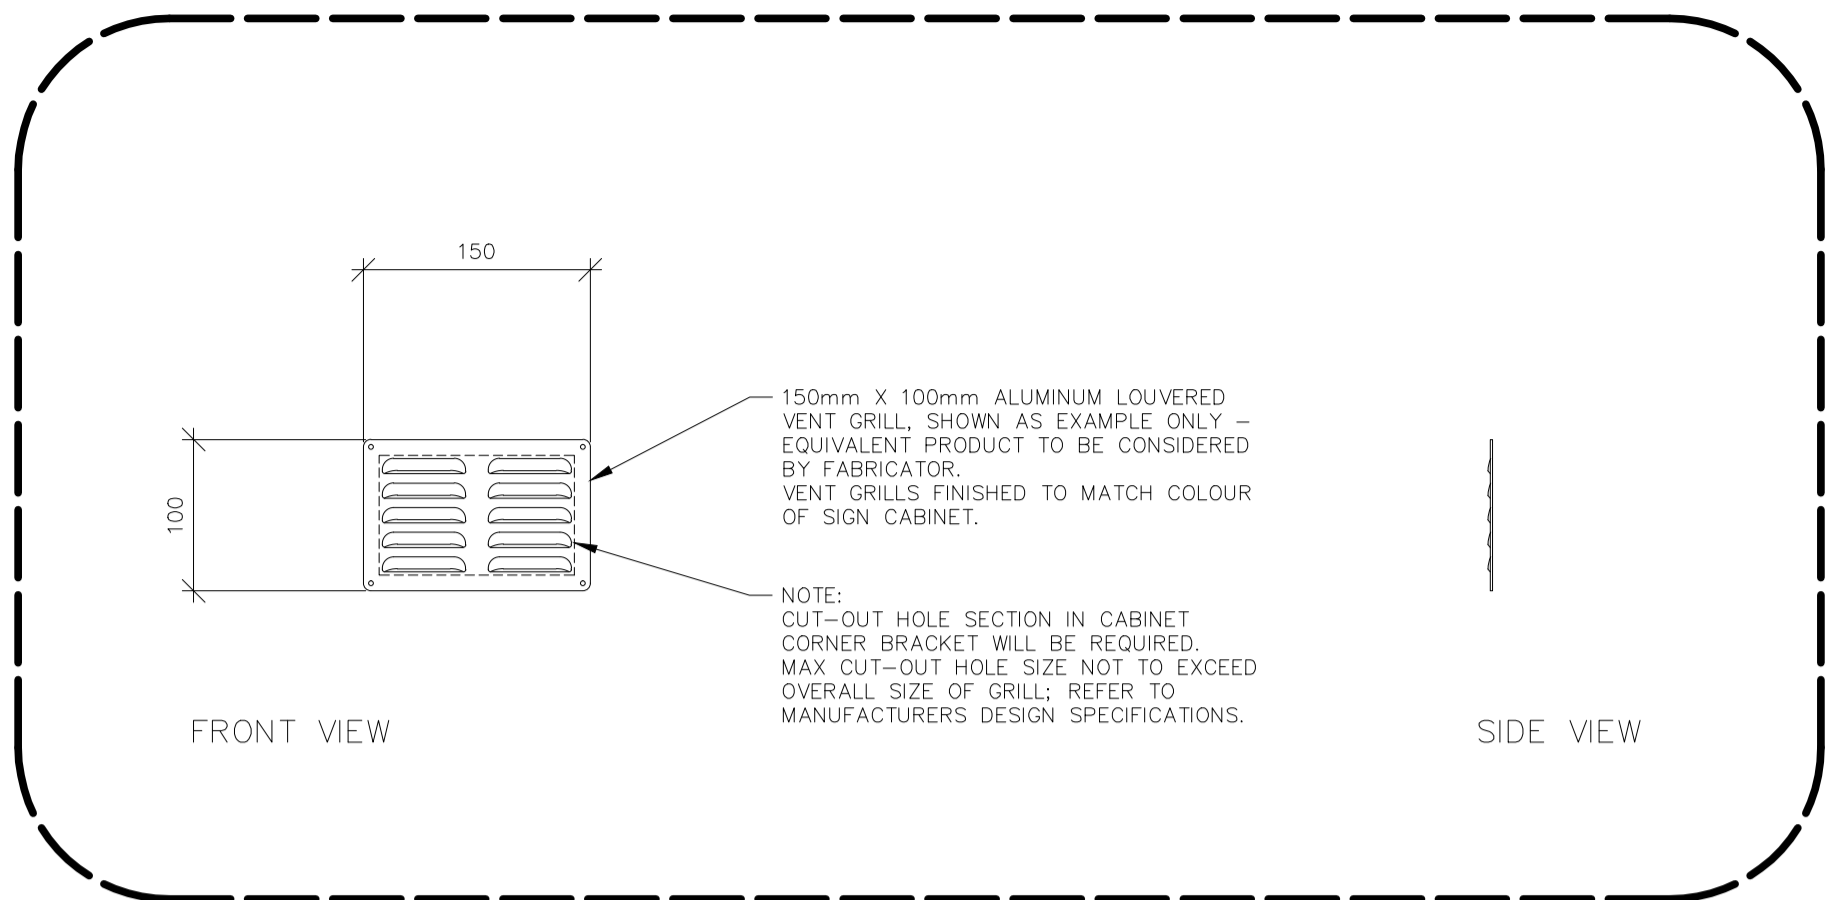 150
100
150mm X 100mm ALUMINUM LOUVERED
VENT GRILL, SHOWN AS EXAMPLE ONLY –
EQUIVALENT PRODUCT TO BE CONSIDERED
BY FABRICATOR.
VENT GRILLS FINISHED TO MATCH COLOUR
OF SIGN CABINET.
NOTE:
CUT–OUT HOLE SECTION IN CABINET
CORNER BRACKET WILL BE REQUIRED.
MAX CUT–OUT HOLE SIZE NOT TO EXCEED
OVERALL SIZE OF GRILL; REFER TO
MANUFACTURERS DESIGN SPECIFICATIONS.
FRONT VIEW
SIDE VIEW